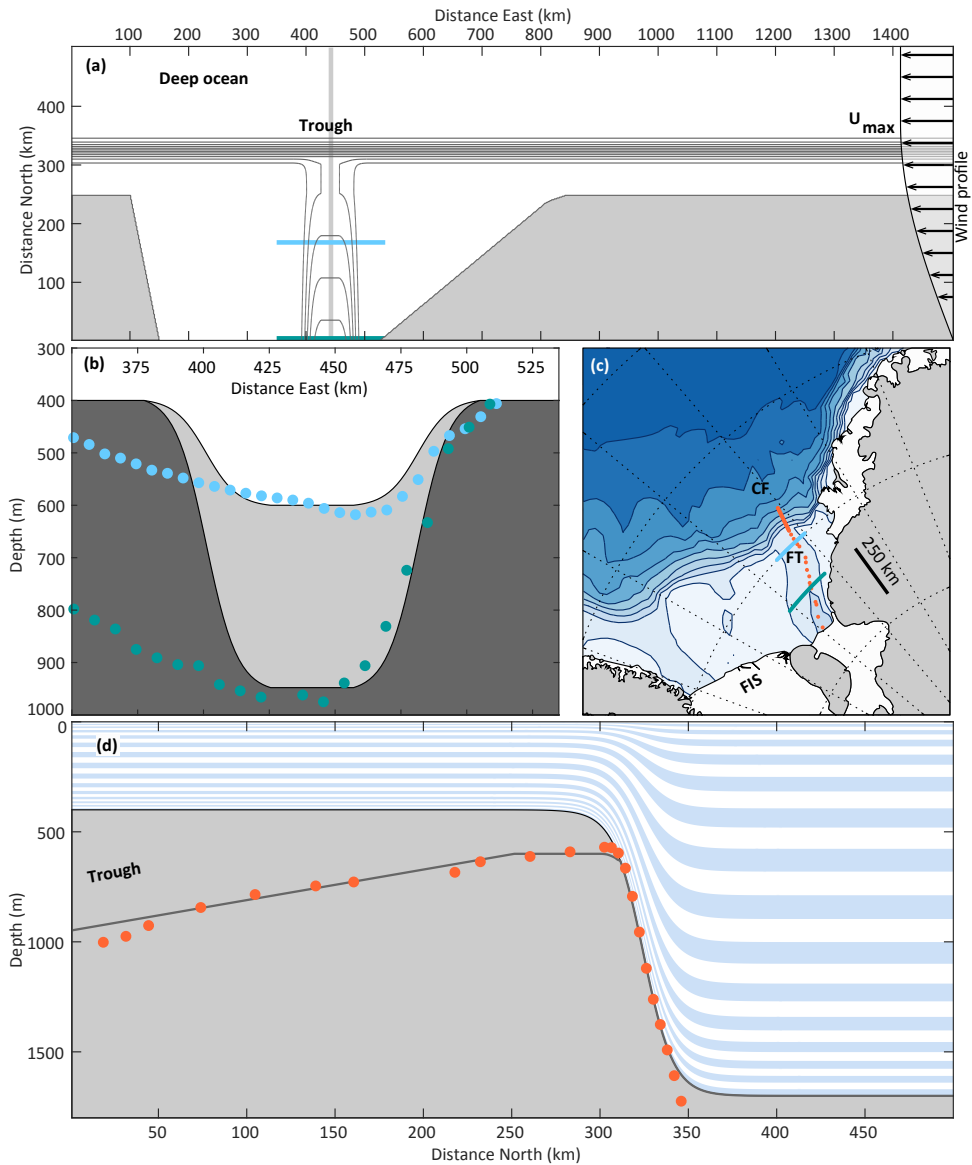 Distance East (km)
100 200 300 400 500 600 700 800 900 1000 1100 1200 1300 1400
(a)
Deep ocean
Trough
U max
Wind profile
Distance North (km)
400
300
200
100
300
400
500
600
700
800
900
1000
Depth (m)
(b)
375 400 425 450 475 500 525
Distance East (km)
(c)
CF
FT
250 km
FIS
0
500
1000
1500
Depth (m)
(d)
Trough
50 100 150 200 250 300 350 400 450
Distance North (km)